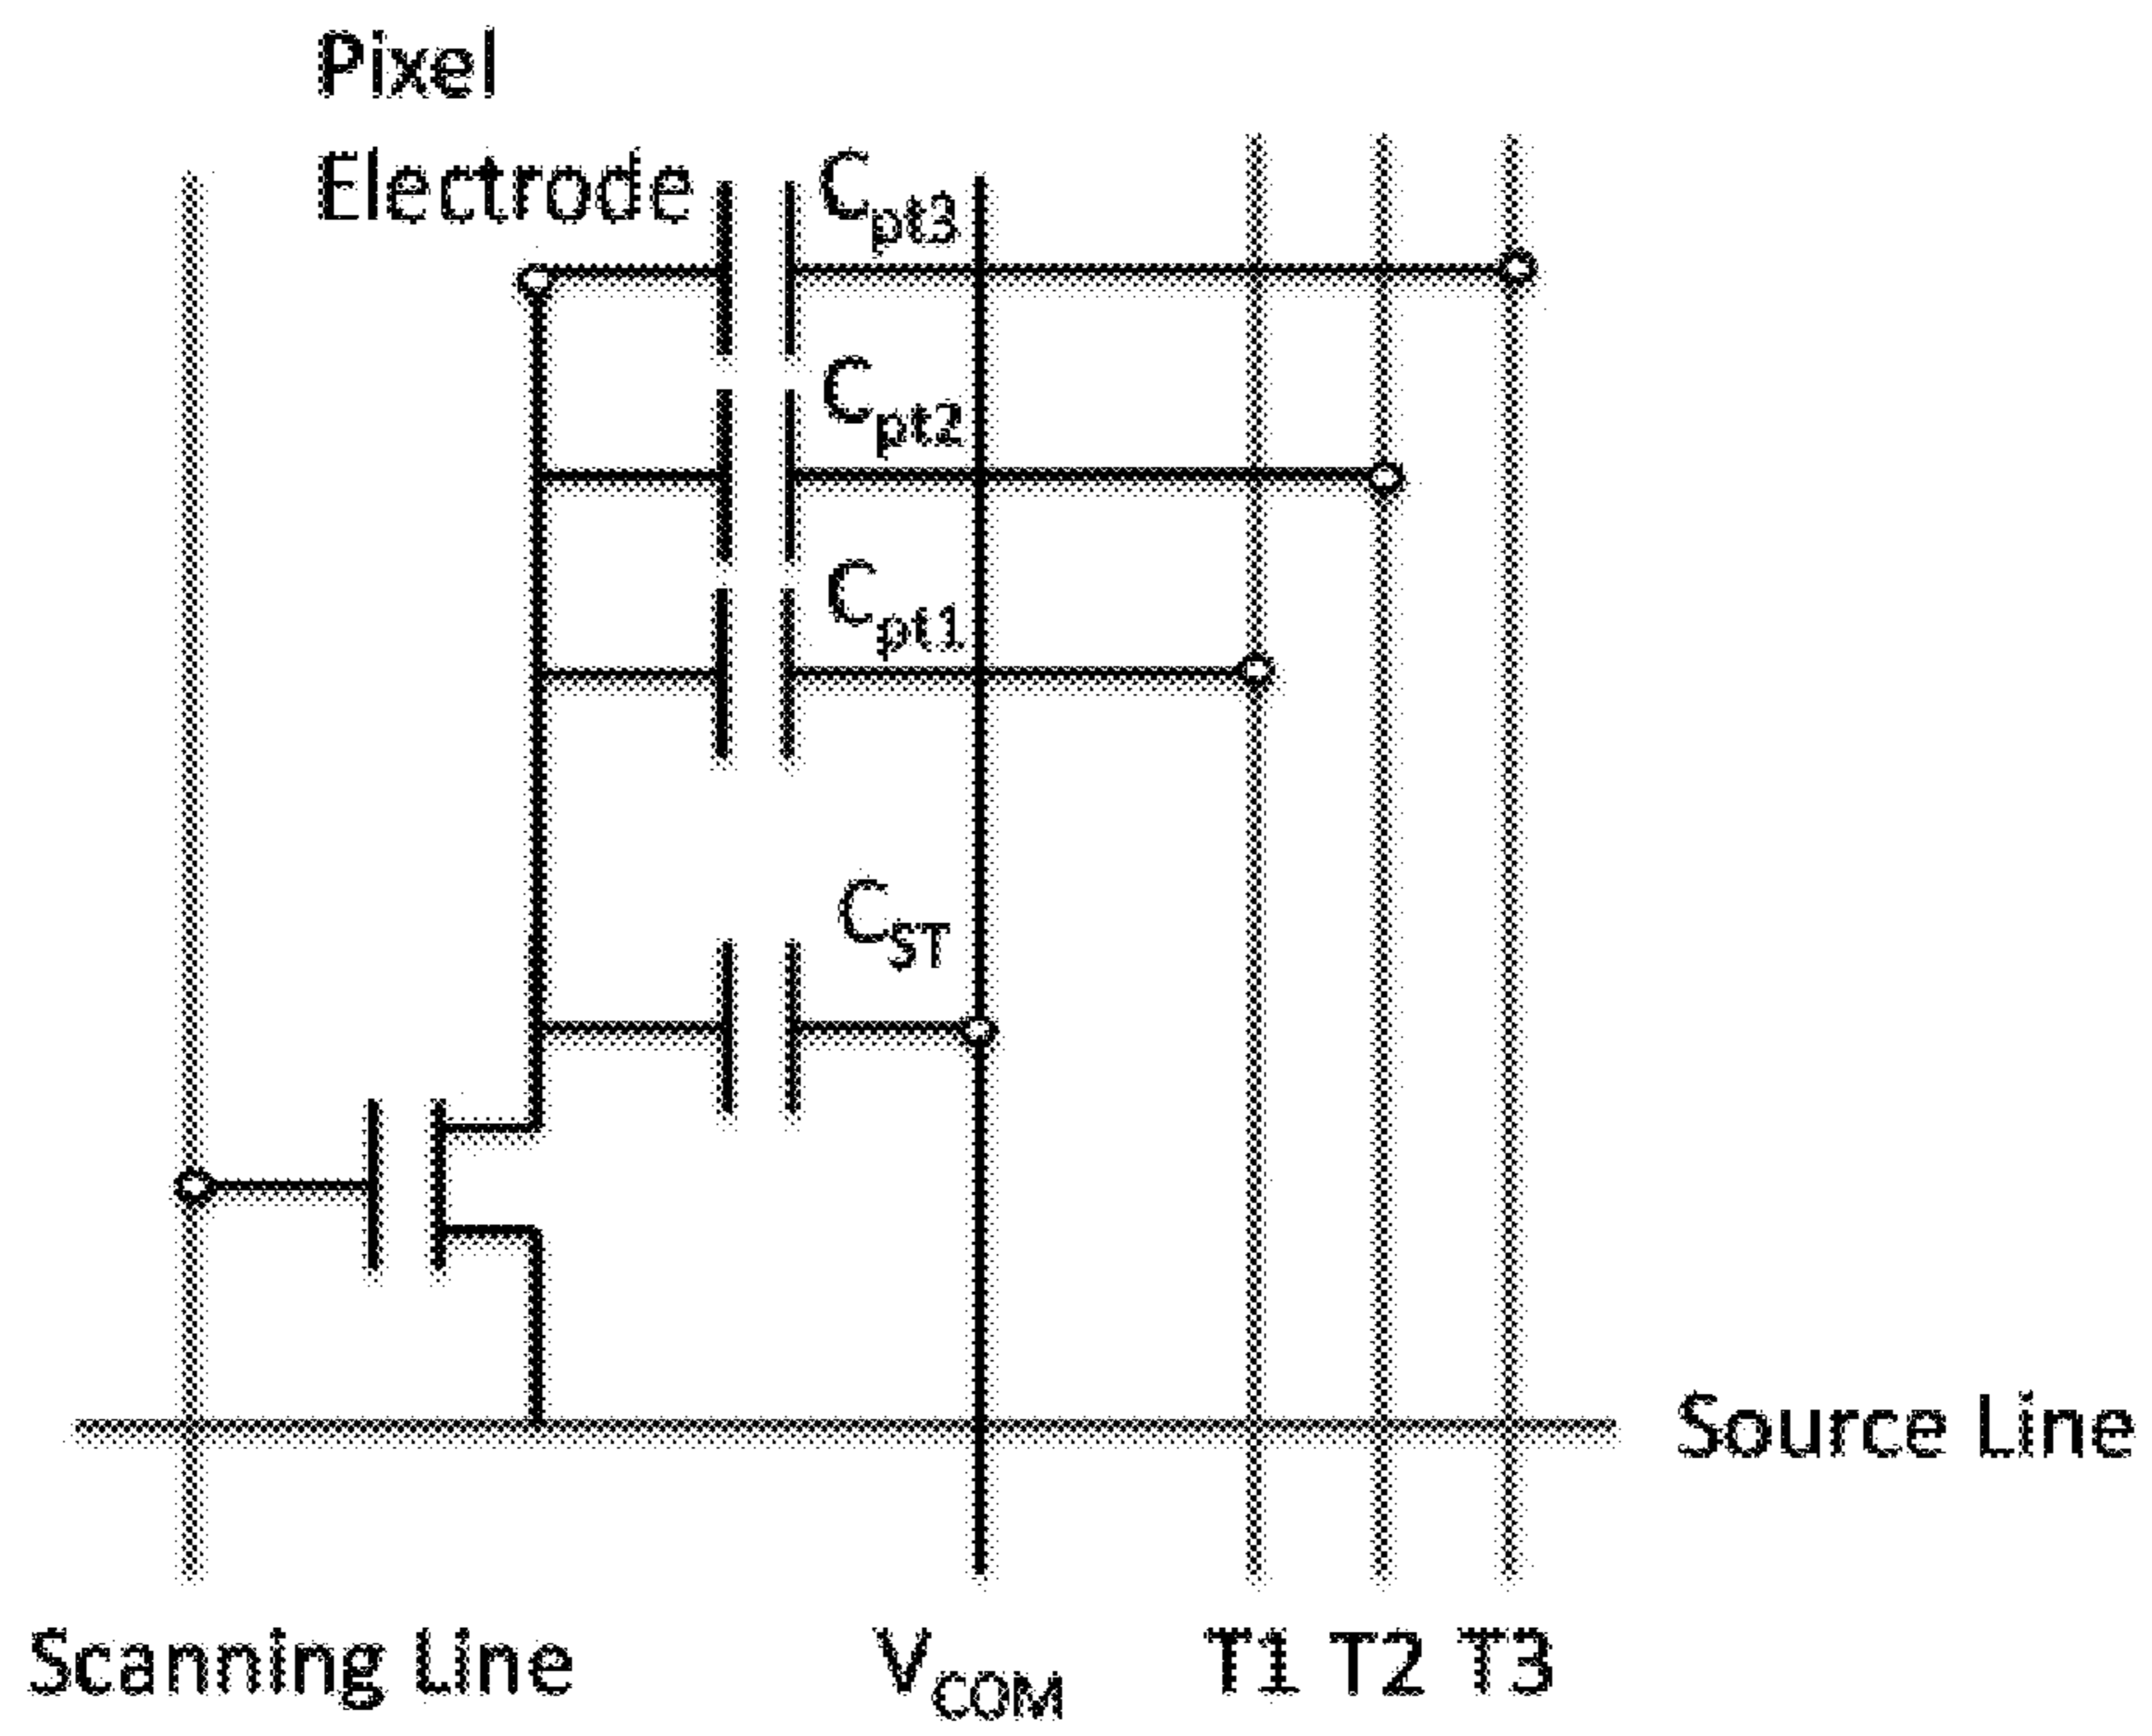 Pixel
Electrode
Cpt3
Cpt2
Cpt1
CST
Source Line
Scanning Line
VCOM
T1 T2 T3